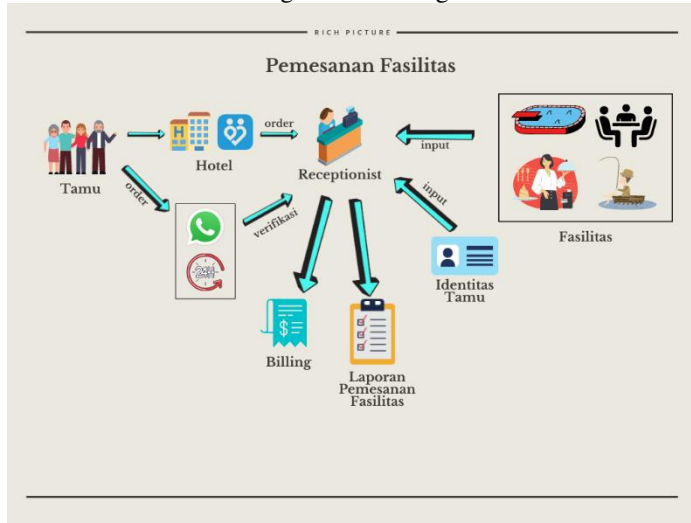 RICH PICTURE
Pemesanan Fasilitas
order
Hotel
Receptionist
input
Tamu
order
verifikasi
input
Fasilitas
24H
Identitas
Tamu
Billing
Laporan
Pemesanan
Fasilitas